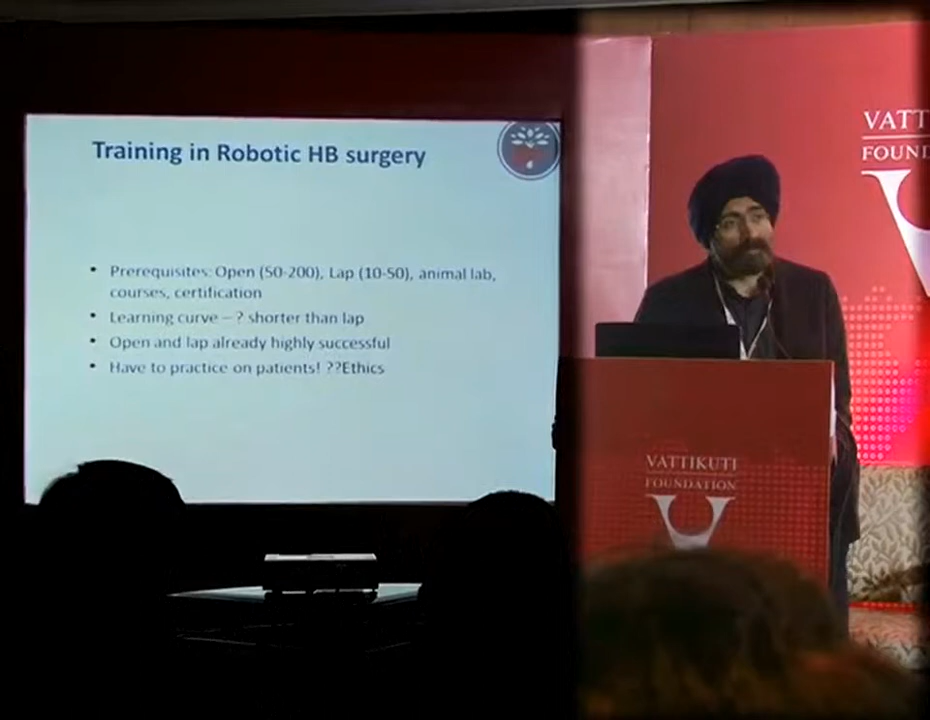 Training in Robotic HB surgery
• Prerequisites: Open (50-200), Lap (10-50), animal lab,
courses, certification
• Learning curve – ? shorter than lap
• Open and lap already highly successful
• Have to practice on patients! ??Ethics
VATT
FOUND
VATTIKUTI
FOUNDATION